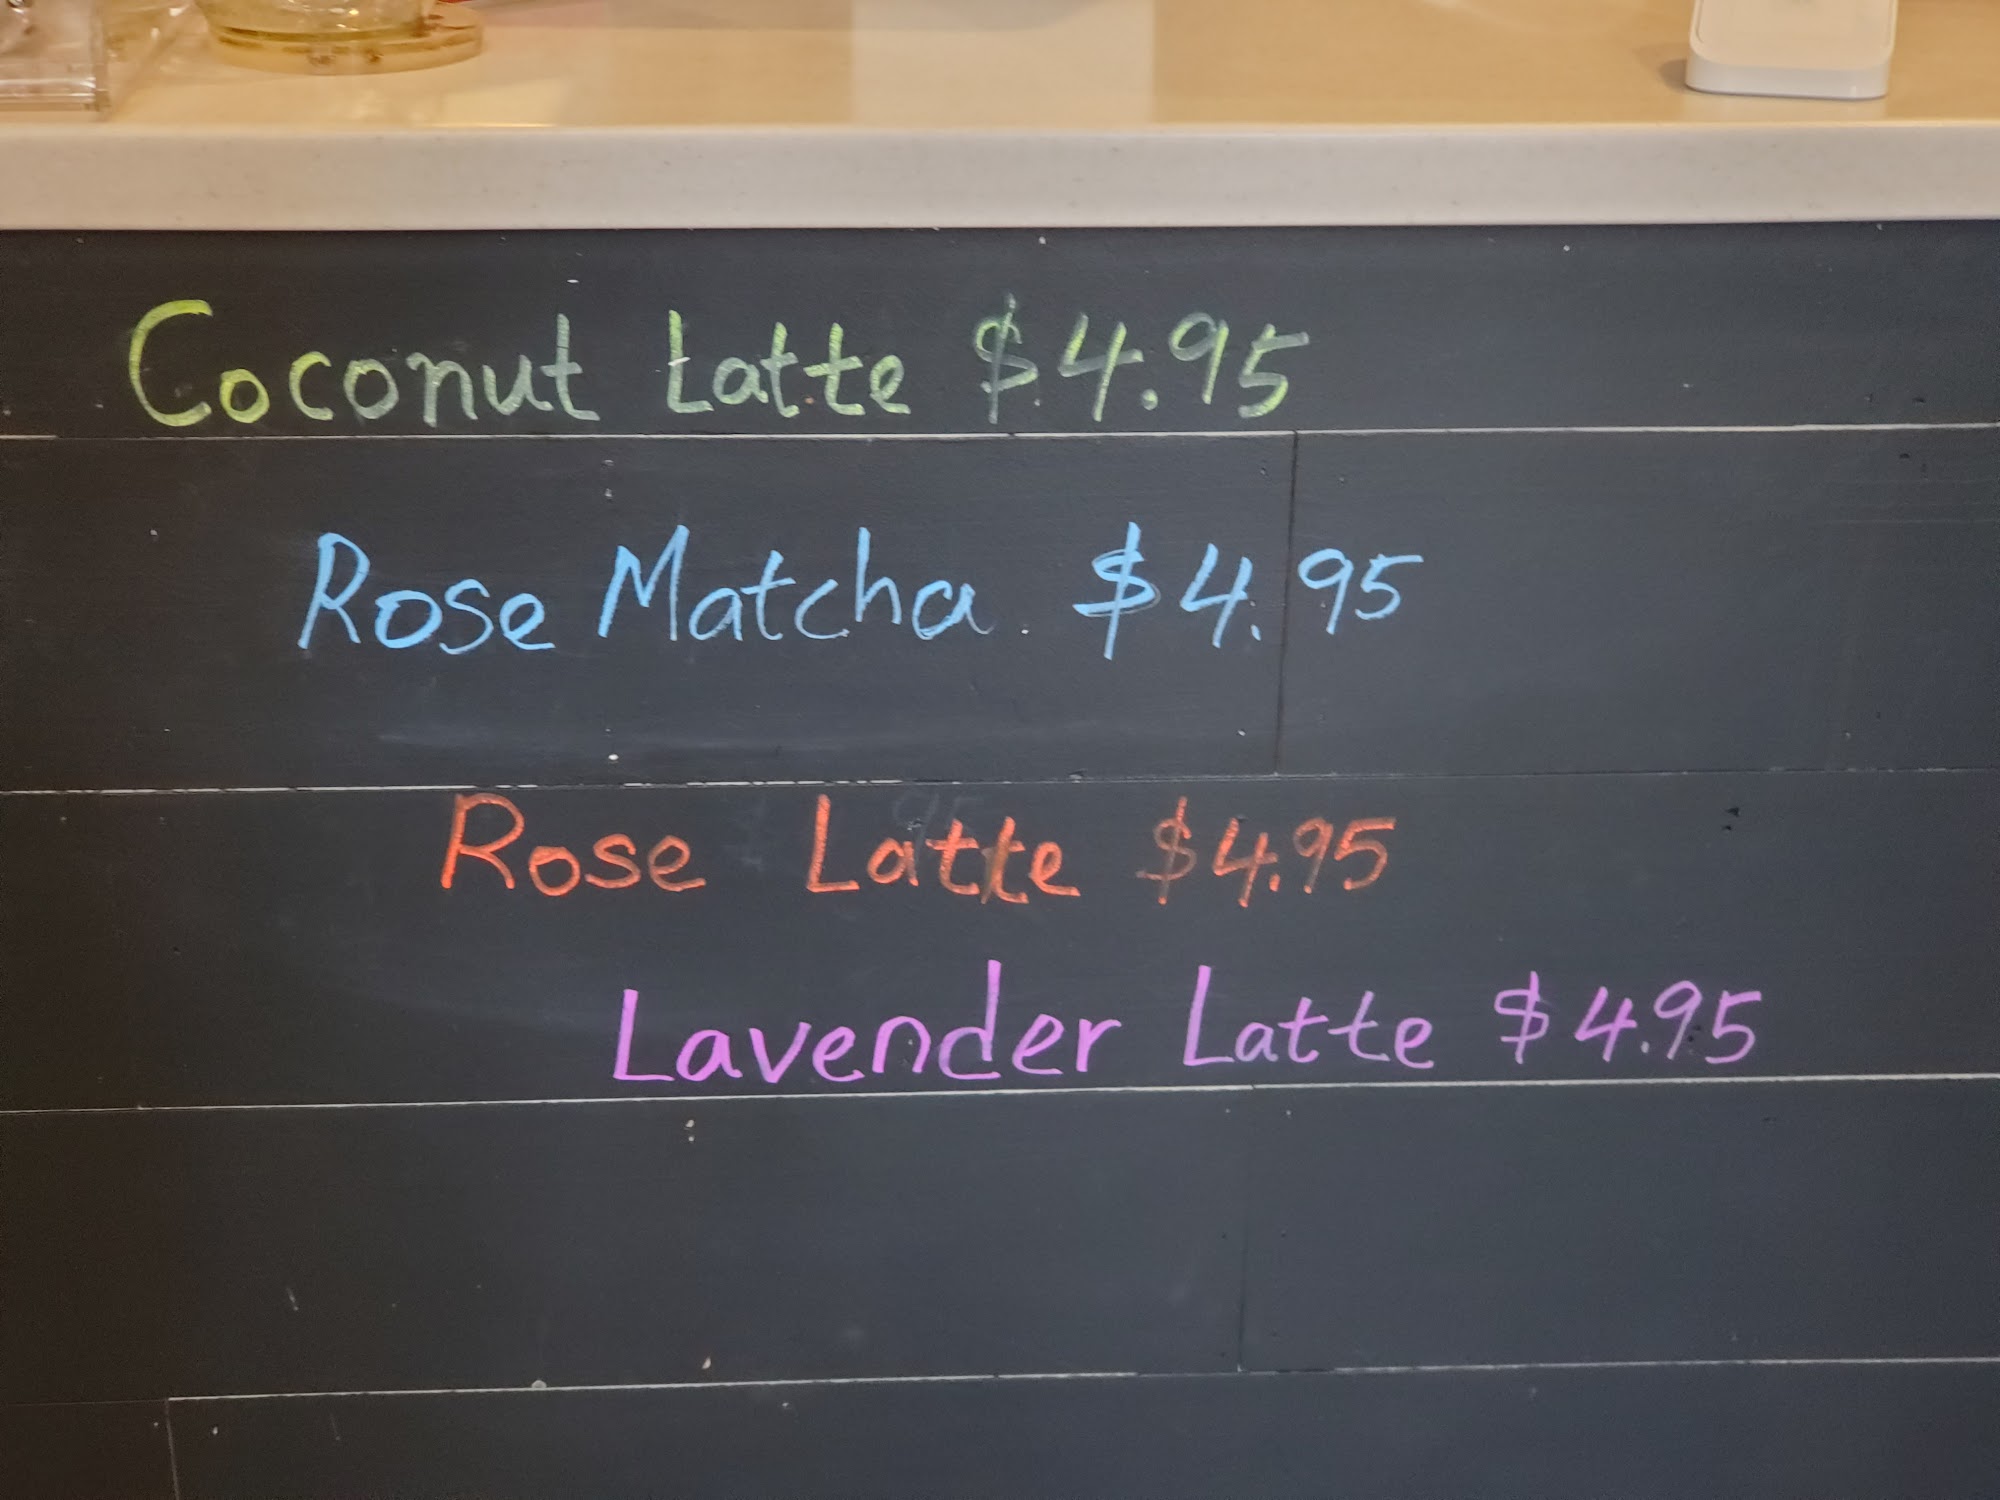 Coconut Latte $4.95
Rose Matcha $4.95
Rose Latte $4.95
Lavender Latte $4.95